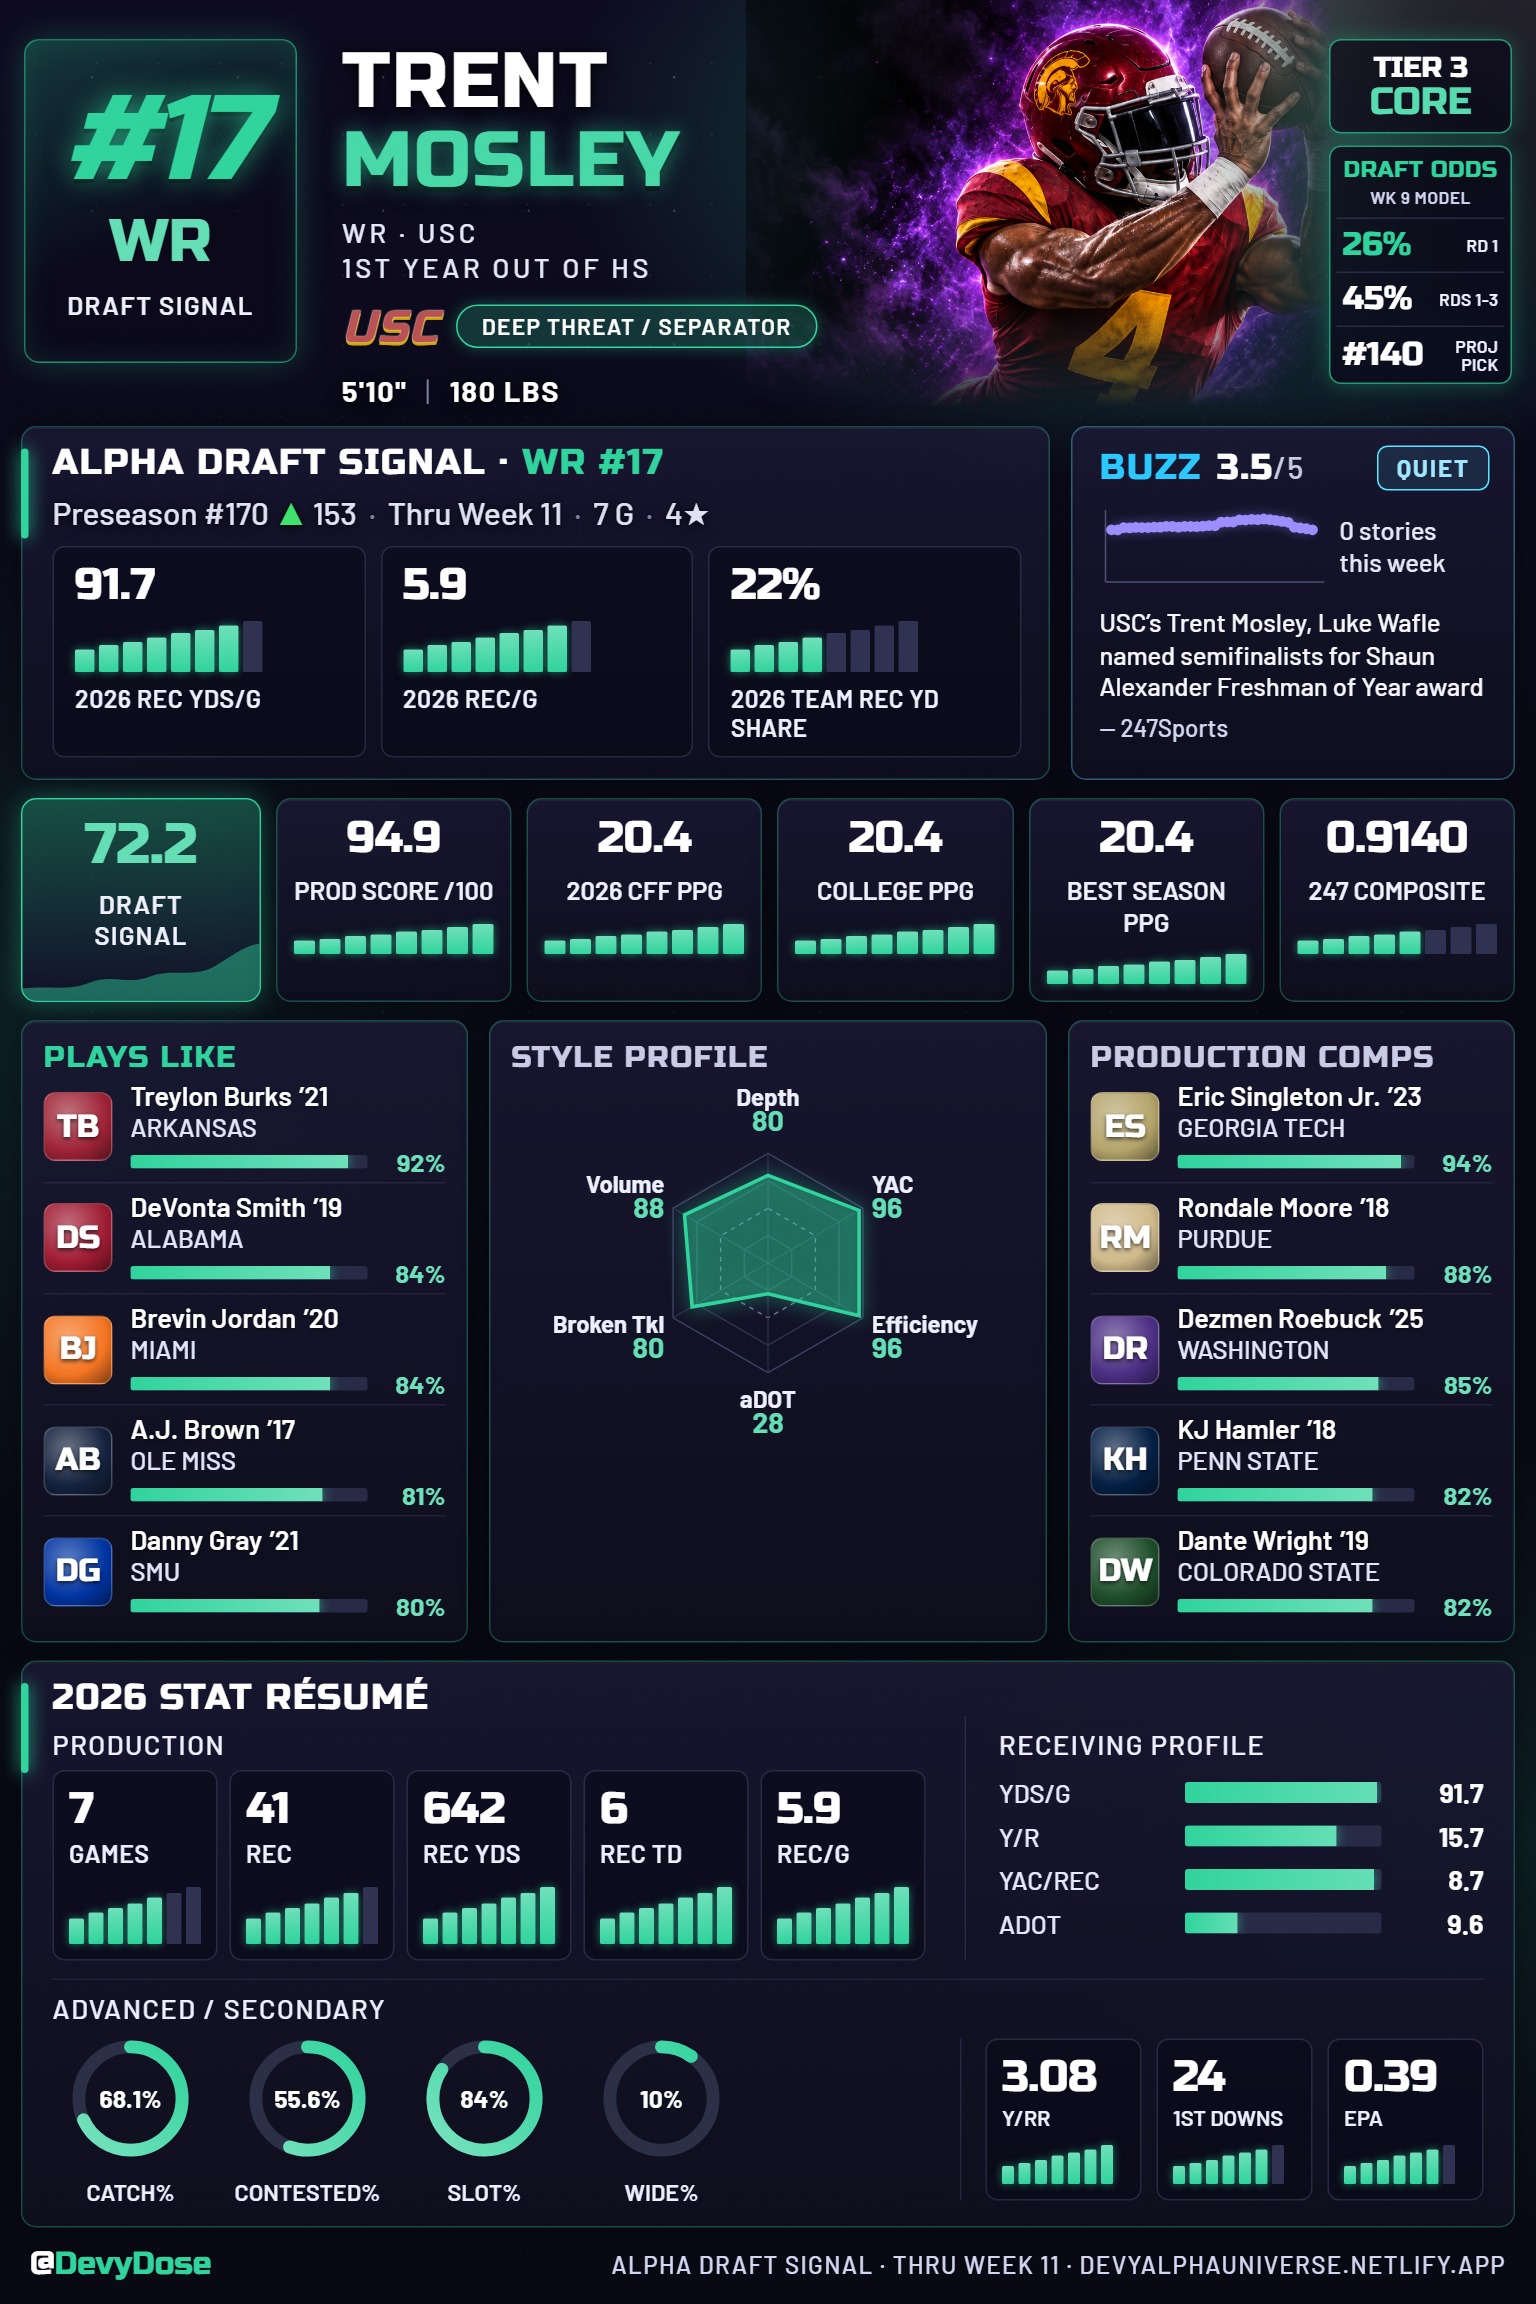 #17
WR
DRAFT SIGNAL
TRENT
MOSLEY
WR · USC
1ST YEAR OUT OF HS
USC
DEEP THREAT / SEPARATOR
5'10" | 180 LBS
4
TIER 3
CORE
DRAFT ODDS
WK 9 MODEL
26% RD 1
45% RDS 1-3
#140 PROJ PICK
ALPHA DRAFT SIGNAL · WR #17
Preseason #170 ▲ 153 · Thru Week 11 · 7 G · 4★
91.7
2026 REC YDS/G
5.9
2026 REC/G
22%
2026 TEAM REC YD
SHARE
BUZZ 3.5/5
QUIET
0 stories
this week
USC's Trent Mosley, Luke Wafle
named semifinalists for Shaun
Alexander Freshman of Year award
— 247Sports
72.2
DRAFT
SIGNAL
94.9
PROD SCORE /100
20.4
2026 CFF PPG
20.4
COLLEGE PPG
20.4
BEST SEASON
PPG
0.9140
247 COMPOSITE
PLAYS LIKE
TB
Treylon Burks '21
ARKANSAS
92%
DS
DeVonta Smith '19
ALABAMA
84%
BJ
Brevin Jordan '20
MIAMI
84%
AB
A.J. Brown '17
OLE MISS
81%
DG
Danny Gray '21
SMU
80%
STYLE PROFILE
Depth
80
Volume
88
YAC
96
Broken Tkl
80
Efficiency
96
aDOT
28
PRODUCTION COMPS
ES
Eric Singleton Jr. '23
GEORGIA TECH
94%
RM
Rondale Moore '18
PURDUE
88%
DR
Dezmen Roebuck '25
WASHINGTON
85%
KH
KJ Hamler '18
PENN STATE
82%
DW
Dante Wright '19
COLORADO STATE
82%
2026 STAT RÉSUMÉ
PRODUCTION
7
GAMES
41
REC
642
REC YDS
6
REC TD
5.9
REC/G
RECEIVING PROFILE
YDS/G 91.7
Y/R 15.7
YAC/REC 8.7
ADOT 9.6
ADVANCED / SECONDARY
68.1%
CATCH%
55.6%
CONTESTED%
84%
SLOT%
10%
WIDE%
3.08
Y/RR
24
1ST DOWNS
0.39
EPA
@DevyDose
ALPHA DRAFT SIGNAL · THRU WEEK 11 · DEVYALPHAUNIVERSE.NETLIFY.APP